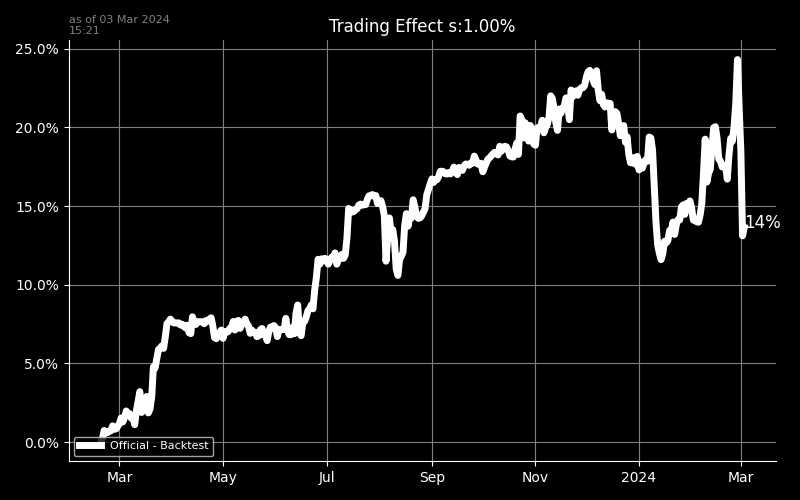 as of 03 Mar 2024
15:21
Trading Effect s:1.00%
25.0%
20.0%
15.0%
10.0%
5.0%
0.0%
14%
Official - Backtest
Mar
May
Jul
Sep
Nov
2024
Mar